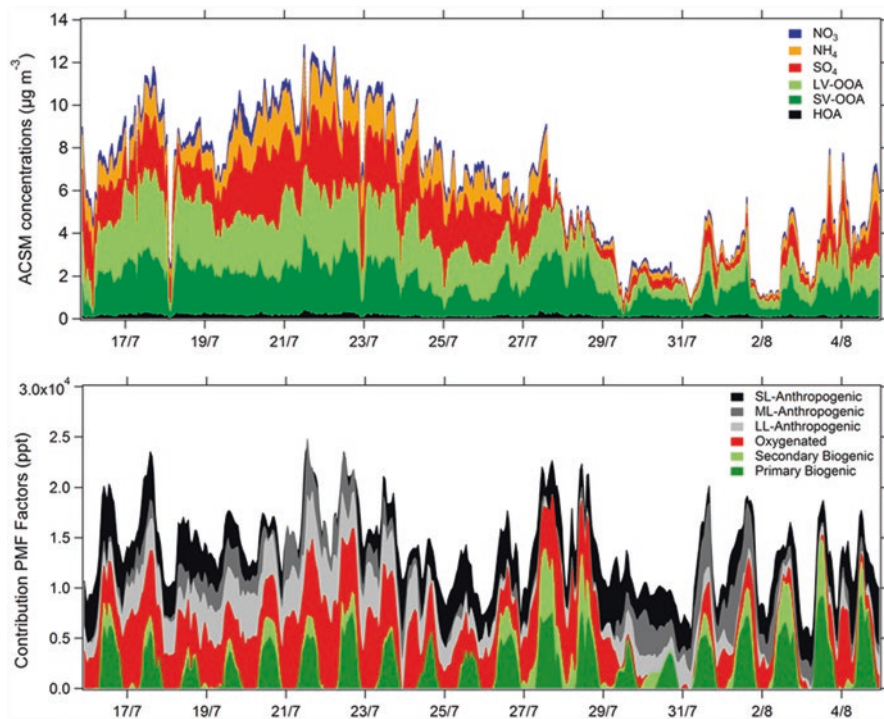 14
12
10
8
6
4
2
0
ACSM concentrations (µg m⁻³)
NO₃
NH₄
SO₄
LV-OOA
SV-OOA
HOA
17/7 19/7 21/7 23/7 25/7 27/7 29/7 31/7 2/8 4/8
3.0x10⁴
2.5
2.0
1.5
1.0
0.5
0.0
Contribution PMF Factors (ppt)
SL-Anthropogenic
ML-Anthropogenic
LL-Anthropogenic
Oxygenated
Secondary Biogenic
Primary Biogenic
17/7 19/7 21/7 23/7 25/7 27/7 29/7 31/7 2/8 4/8